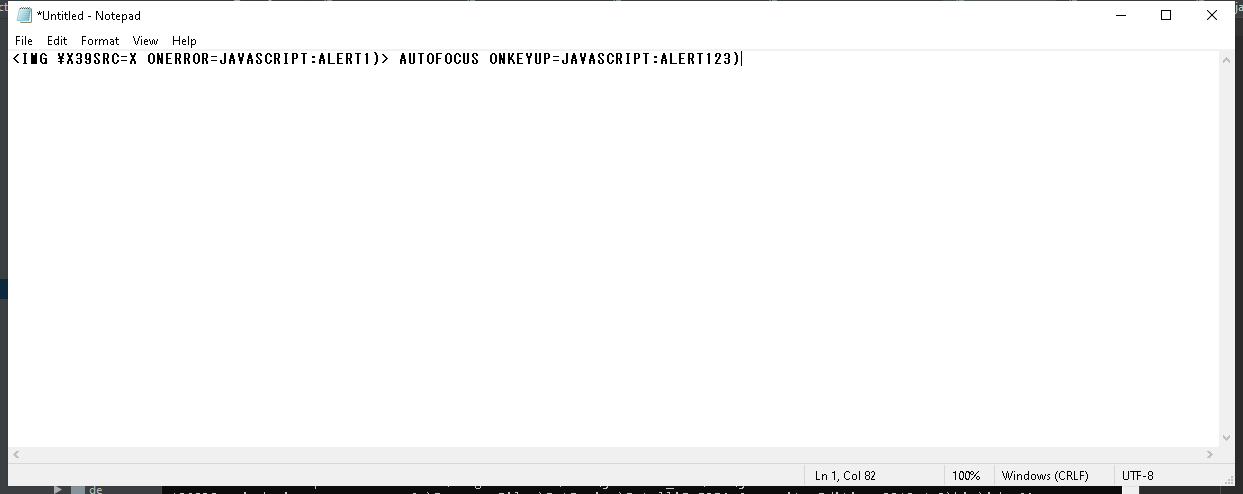 *Untitled - Notepad
File Edit Format View Help
<IMG ¥X39SRC=X ONERROR=JAVASCRIPT:ALERT1)> AUTOFOCUS ONKEYUP=JAVASCRIPT:ALERT123)
Ln 1, Col 82 100% Windows (CRLF) UTF-8
de